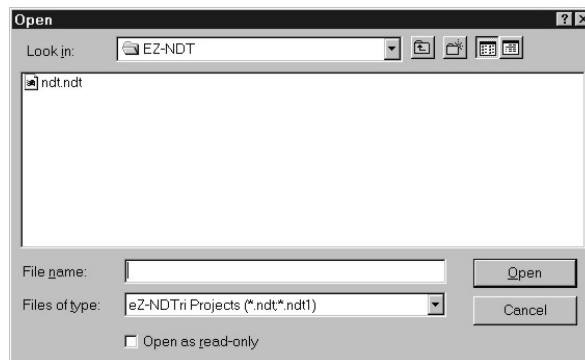 Open
Look in: EZ-NDT
ndt.ndt
File name: Open
Files of type: eZ-NDTri Projects (*.ndt;*.ndt1) Cancel
Open as read-only